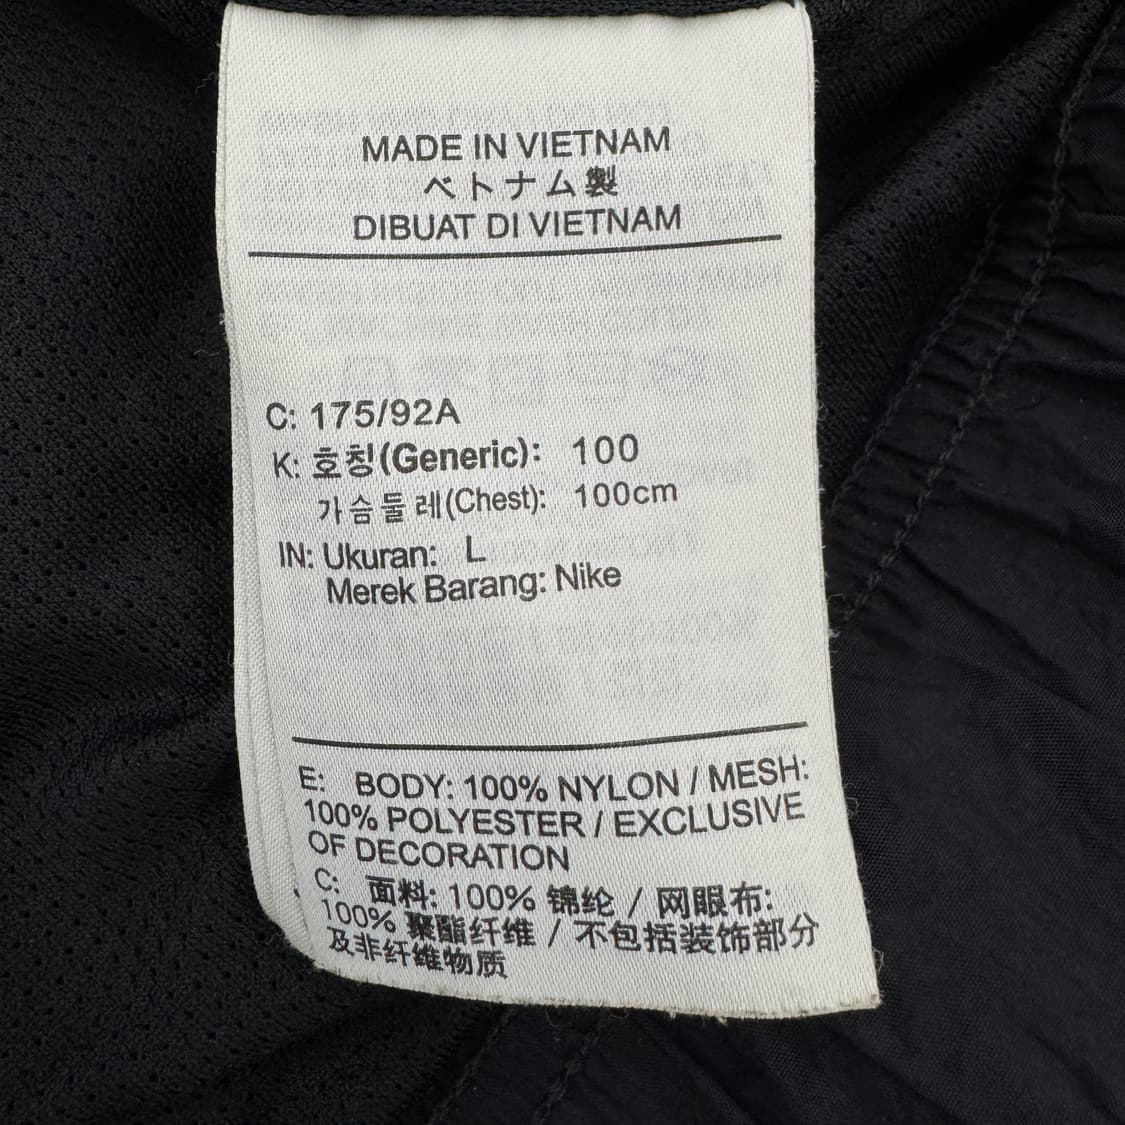 MADE IN VIETNAM
ベトナム製
DIBUAT DI VIETNAM
C: 175/92A
K: 호칭(Generic): 100
가슴둘레(Chest): 100cm
IN: Ukuran: L
Merek Barang: Nike
E: BODY: 100% NYLON / MESH:
100% POLYESTER / EXCLUSIVE
OF DECORATION
C: 面料: 100% 锦纶 / 网眼布:
100% 聚酯纤维 / 不包括装饰部分
及非纤维物质